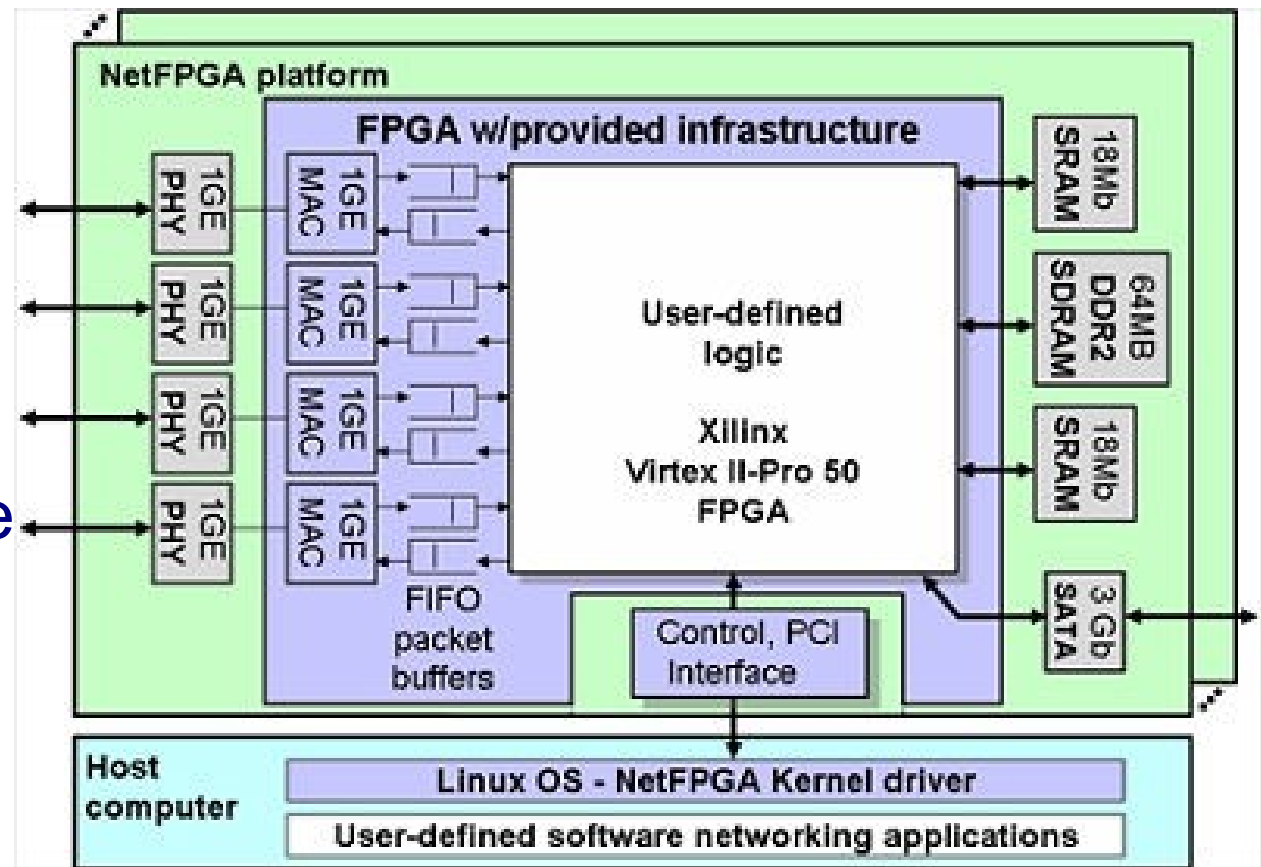 NetFPGA platform
FPGA w/provided infrastructure
1GE
PHY
1GE
MAC
1GE
PHY
1GE
MAC
1GE
PHY
1GE
MAC
1GE
PHY
1GE
MAC
FIFO
packet
buffers
User-defined
logic
Xilinx
Virtex II-Pro 50
FPGA
18Mb
SRAM
64MB
DDR2
SDRAM
18Mb
SRAM
3 Gb
SATA
Control, PCI
Interface
e
Host
computer
Linux OS - NetFPGA Kernel driver
User-defined software networking applications